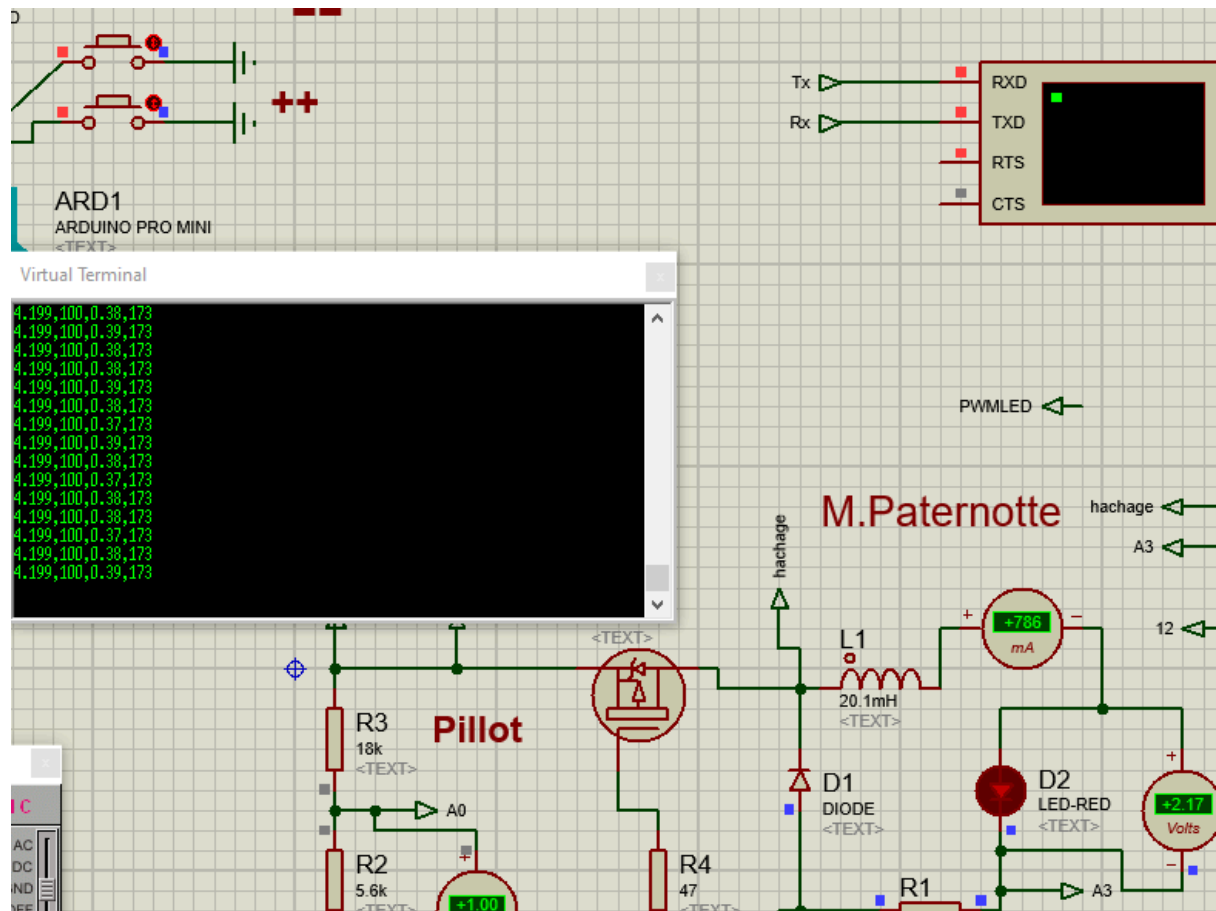 ++
Tx
RXD
Rx
TXD
RTS
CTS
ARD1
ARDUINO PRO MINI
<TEXT>
Virtual Terminal
4.199,100,0.38,173
4.199,100,0.39,173
4.199,100,0.38,173
4.199,100,0.38,173
4.199,100,0.39,173
4.199,100,0.38,173
4.199,100,0.37,173
4.199,100,0.39,173
4.199,100,0.38,173
4.199,100,0.37,173
4.199,100,0.38,173
4.199,100,0.38,173
4.199,100,0.37,173
4.199,100,0.38,173
4.199,100,0.39,173
PWMLED
M.Paternotte
hachage
A3
hachage
12
<TEXT>
L1
20.1mH
<TEXT>
+ -
+786
mA
R3
18k
<TEXT>
Pillot
A0
D1
DIODE
<TEXT>
D2
LED-RED
<TEXT>
+
+2.17
Volts
-
AC
DC
R2
5.6k
<TEXT>
+
+1.00
R4
47
<TEXT>
R1
A3